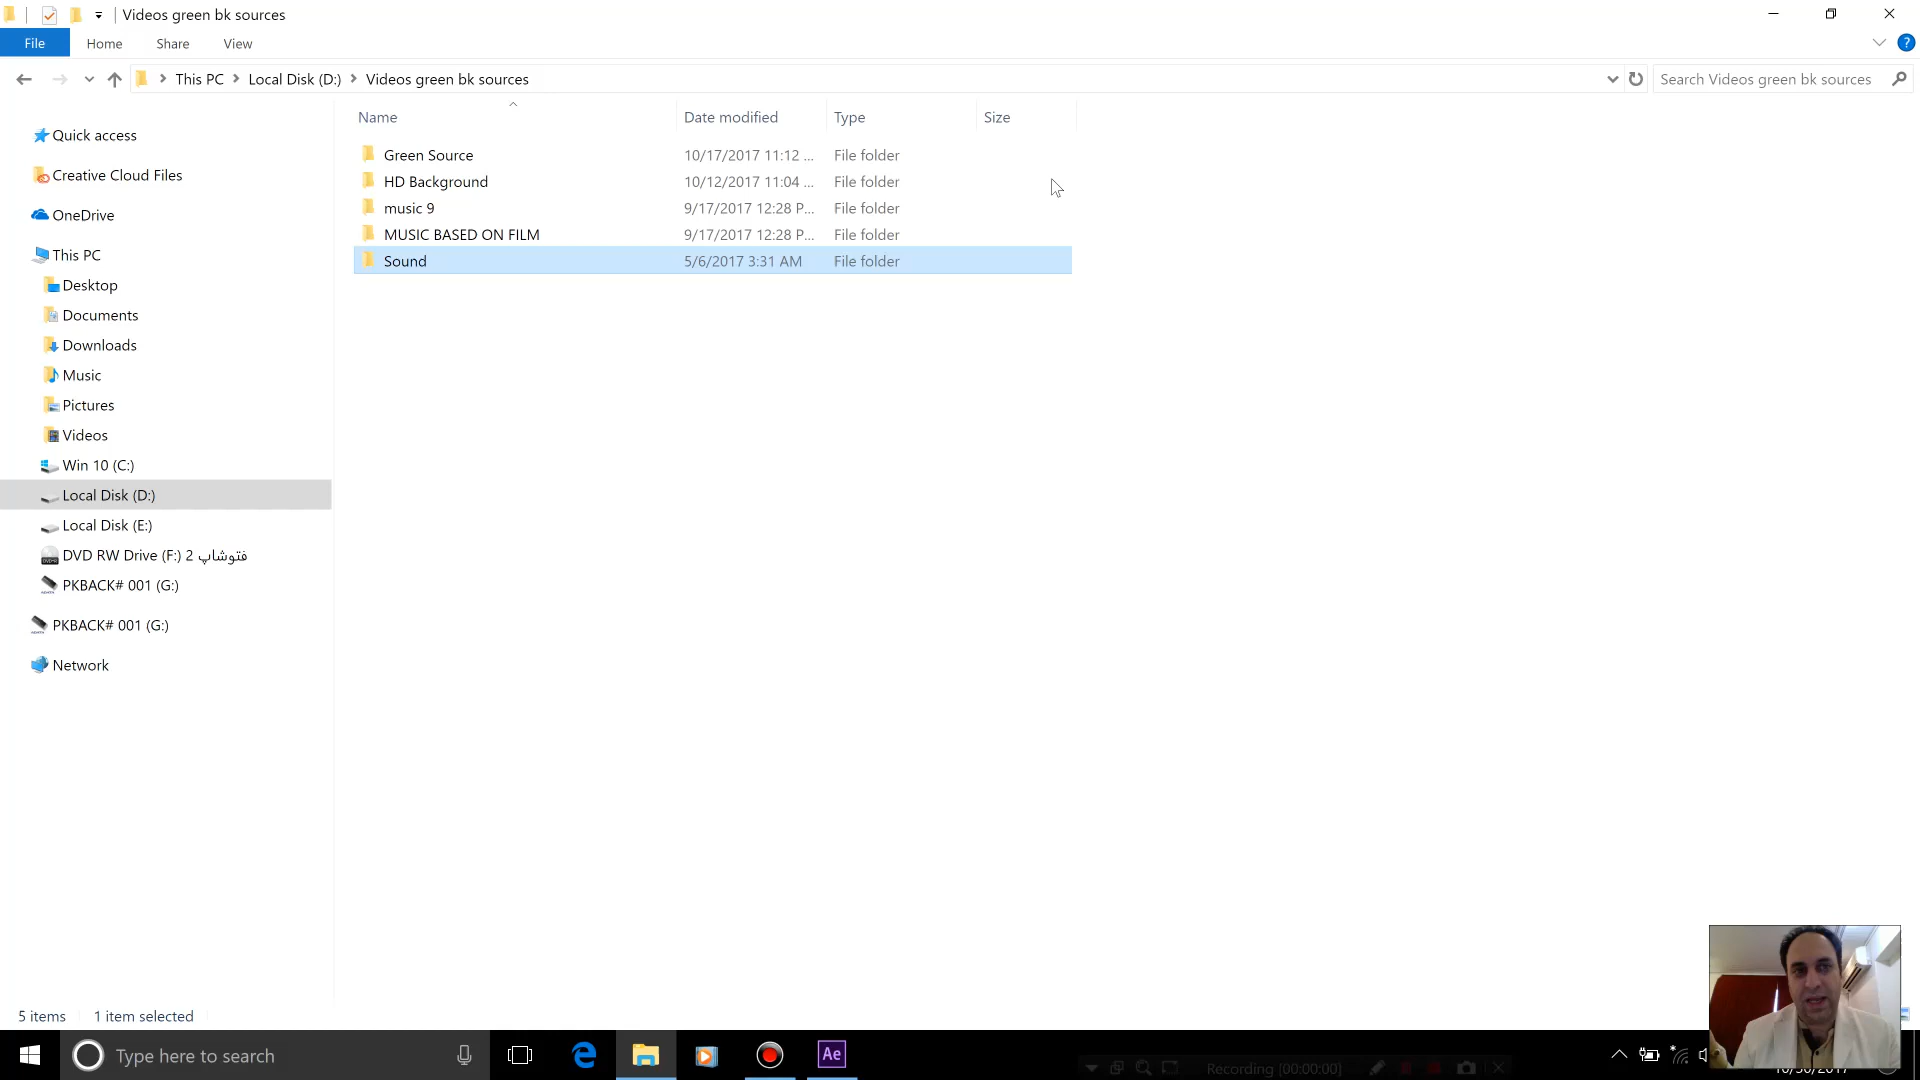 Videos green bk sources
File Home Share View
This PC Local Disk (D:) Videos green bk sources Search Videos green bk sources
Name Date modified Type Size
Quick access
Creative Cloud Files
OneDrive
This PC
Desktop
Documents
Downloads
Music
Pictures
Videos
Win 10 (C:)
Local Disk (D:)
Local Disk (E:)
DVD RW Drive (F:) 2 فتوشاپ
PKBACK# 001 (G:)
PKBACK# 001 (G:)
Network
Green Source 10/17/2017 11:12 ... File folder
HD Background 10/12/2017 11:04 ... File folder
music 9 9/17/2017 12:28 P... File folder
MUSIC BASED ON FILM 9/17/2017 12:28 P... File folder
Sound 5/6/2017 3:31 AM File folder
5 items 1 item selected
Type here to search
Ae
Recording [00:00:00]